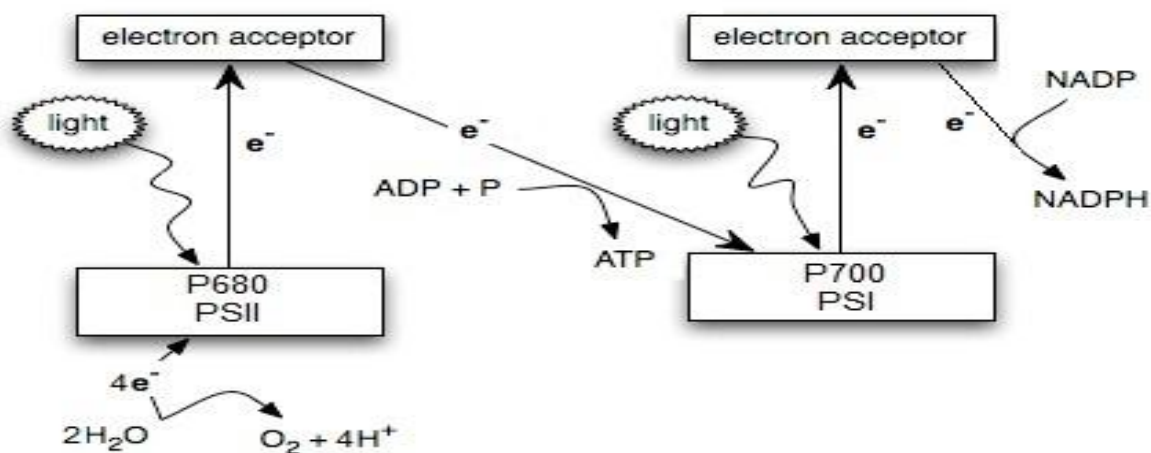 electron acceptor
light
e⁻
P680
PSII
4e⁻
2H₂O
O₂ + 4H⁺
e⁻
ADP + P
ATP
electron acceptor
light
e⁻
P700
PSI
e⁻
NADP
NADPH